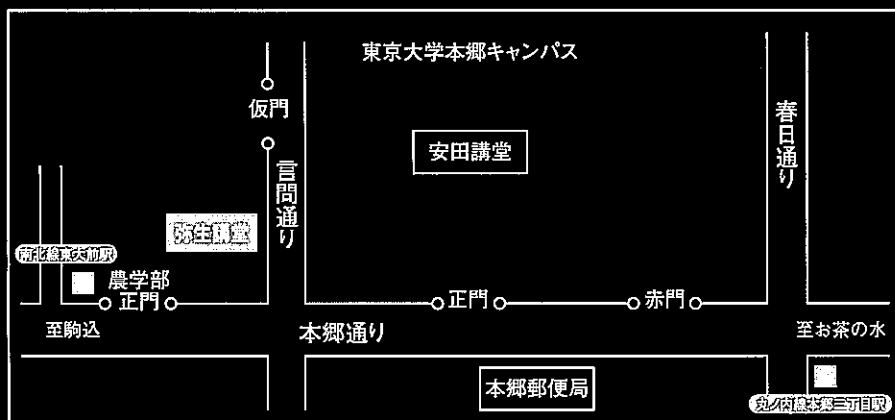 東京大学本郷キャンパス
仮門
安田講堂
春日通り
言問通り
弥生講堂
南北線東大前駅
農学部
正門
正門
赤門
至駒込
本郷通り
至お茶の水
本郷郵便局
丸ノ内線本郷三丁目駅